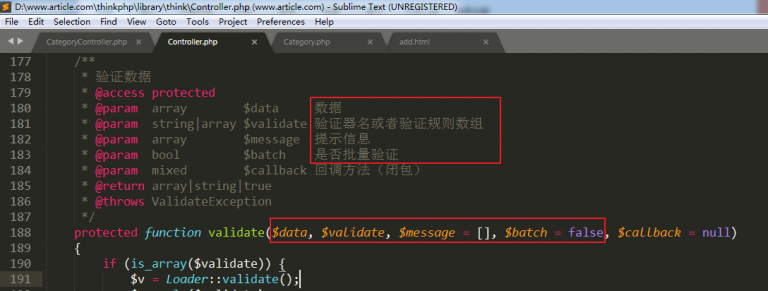 D:\www.article.com\thinkphp\library\think\Controller.php (www.article.com) - Sublime Text (UNREGISTERED)
File Edit Selection Find View Goto Tools Project Preferences Help
CategoryController.php × Controller.php × Category.php × add.html ×
177 /**
178 * 验证数据
179 * @access protected
180 * @param array $data 数据
181 * @param string|array $validate 验证器名或者验证规则数组
182 * @param array $message 提示信息
183 * @param bool $batch 是否批量验证
184 * @param mixed $callback 回调方法（闭包）
185 * @return array|string|true
186 * @throws ValidateException
187 */
188 protected function validate($data, $validate, $message = [], $batch = false, $callback = null)
189 {
190 if (is_array($validate)) {
191 $v = Loader::validate();